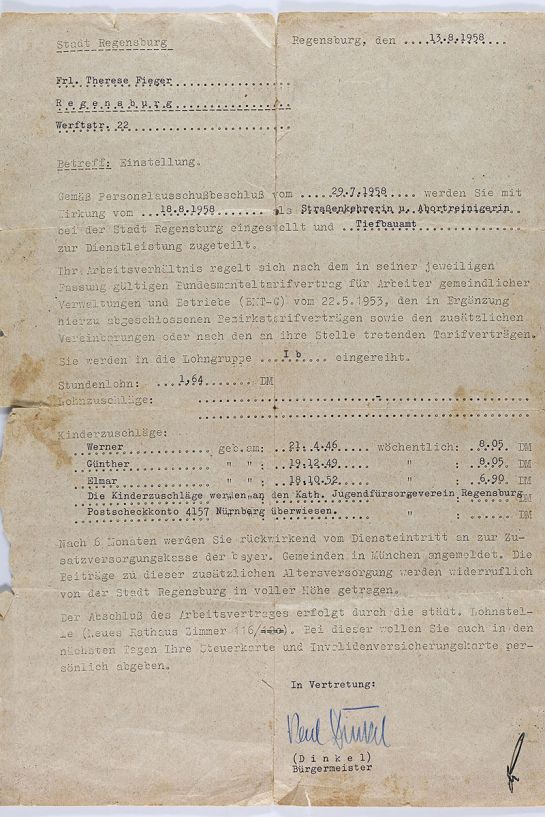 Stadt Regensburg
Regensburg, den ....13.8.1958....
Frl. Therese Fieger
Regensburg
Werftstr. 22
Betreff: Einstellung.
Gemäß Personalausschußbeschluß vom ....29.7.1958.... werden Sie mit
Wirkung vom ...18.8.1958.... als Straßenkehrerin u. Abortreinigerin
bei der Stadt Regensburg eingestellt und ..Tiefbauamt....
zur Dienstleistung zugeteilt.
Ihr Arbeitsverhältnis regelt sich nach dem in seiner jeweiligen
Fassung gültigen Bundesmanteltarifvertrag für Arbeiter gemeindlicher
Verwaltungen und Betriebe (BMT-G) vom 22.5.1953, den in Ergänzung
hierzu abgeschlossenen Bezirkstarifverträgen sowie den zusätzlichen
Vereinbarungen oder nach den an ihre Stelle tretenden Tarifverträgen.
Sie werden in die Lohngruppe ....I b.... eingereiht.
Stundenlohn: ...1,64....... DM
Lohnzuschläge:
Kinderzuschläge:
Werner geb.am: 21. 4.46 wöchentlich: 8.05 DM
Günther " " : 19.12.49 " : 8.05 DM
Elmar " " : 18.10.52 " : 6.90 DM
Die Kinderzuschläge werden an den Kath. Jugendfürsorgeverein Regensburg DM
Postscheckkonto 4157 Nürnberg überwiesen. " : DM
Nach 6 Monaten werden Sie rückwirkend vom Diensteintritt an zur Zu-
satzversorgungskasse der bayer. Gemeinden in München angemeldet. Die
Beiträge zu dieser zusätzlichen Altersversorgung werden widerruflich
von der Stadt Regensburg in voller Höhe getragen.
Der Abschluß des Arbeitsvertrages erfolgt durch die städt. Lohnstel-
le (Neues Rathaus Zimmer 116/). Bei dieser wollen Sie auch in den
nächsten Tagen Ihre Steuerkarte und Invalidenversicherungskarte per-
sönlich abgeben.
In Vertretung:
(Dinkel)
Bürgermeister